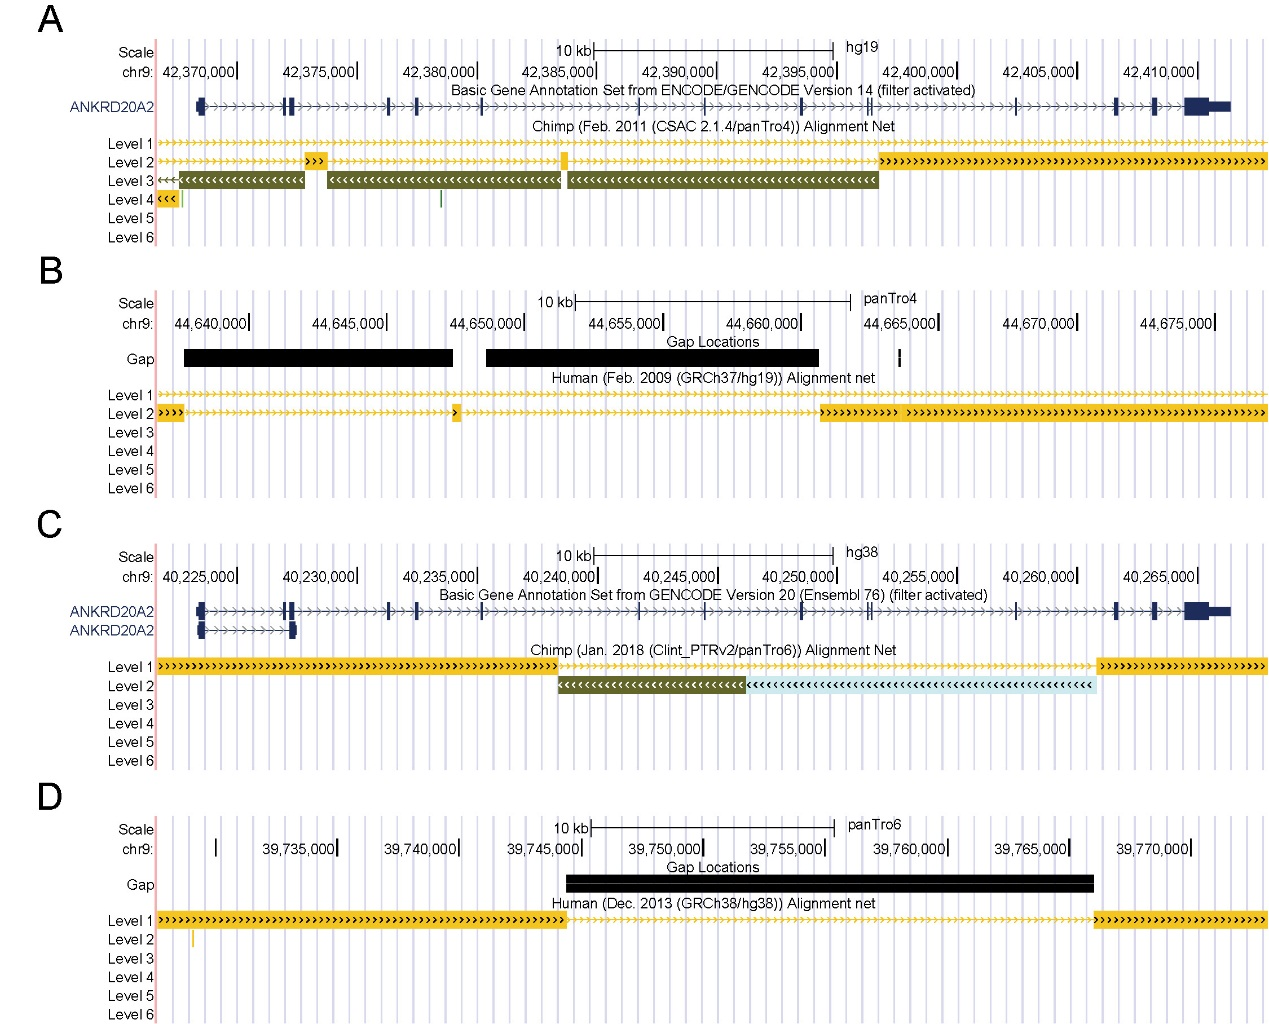 A
Scale 10 kb hg19
chr9: 42,370,000 42,375,000 42,380,000 42,385,000 42,390,000 42,395,000 42,400,000 42,405,000 42,410,000
Basic Gene Annotation Set from ENCODE/GENCODE Version 14 (filter activated)
ANKRD20A2
Chimp (Feb. 2011 (CSAC 2.1.4/panTro4)) Alignment Net
Level 1
Level 2
Level 3
Level 4
Level 5
Level 6
B
Scale 10 kb panTro4
chr9: 44,640,000 44,645,000 44,650,000 44,655,000 44,660,000 44,665,000 44,670,000 44,675,000
Gap Locations
Gap
Human (Feb. 2009 (GRCh37/hg19)) Alignment net
Level 1
Level 2
Level 3
Level 4
Level 5
Level 6
C
Scale 10 kb hg38
chr9: 40,225,000 40,230,000 40,235,000 40,240,000 40,245,000 40,250,000 40,255,000 40,260,000 40,265,000
Basic Gene Annotation Set from GENCODE Version 20 (Ensembl 76) (filter activated)
ANKRD20A2
ANKRD20A2
Chimp (Jan. 2018 (Clint_PTRv2/panTro6)) Alignment Net
Level 1
Level 2
Level 3
Level 4
Level 5
Level 6
D
Scale 10 kb panTro6
chr9: 39,735,000 39,740,000 39,745,000 39,750,000 39,755,000 39,760,000 39,765,000 39,770,000
Gap Locations
Gap
Human (Dec. 2013 (GRCh38/hg38)) Alignment net
Level 1
Level 2
Level 3
Level 4
Level 5
Level 6